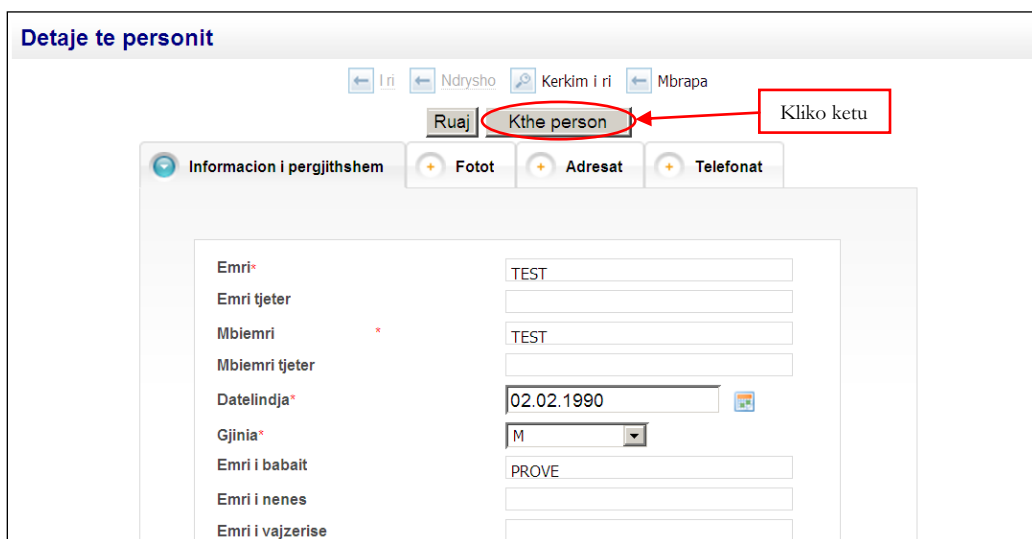 Detaje te personit
I ri Ndrysho Kerkim i ri Mbrapa
Ruaj Kthe person Kliko ketu
Informacion i pergjithshem Fotot Adresat Telefonat
Emri* TEST
Emri tjeter
Mbiemri * TEST
Mbiemri tjeter
Datelindja* 02.02.1990
Gjinia* M
Emri i babait PROVE
Emri i nenes
Emri i vajzerise